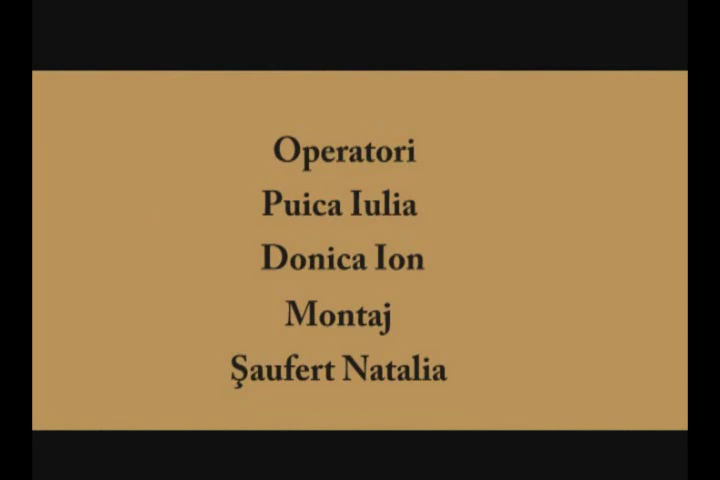 Operatori
Puica Iulia
Donica Ion
Montaj
Şaufert Natalia